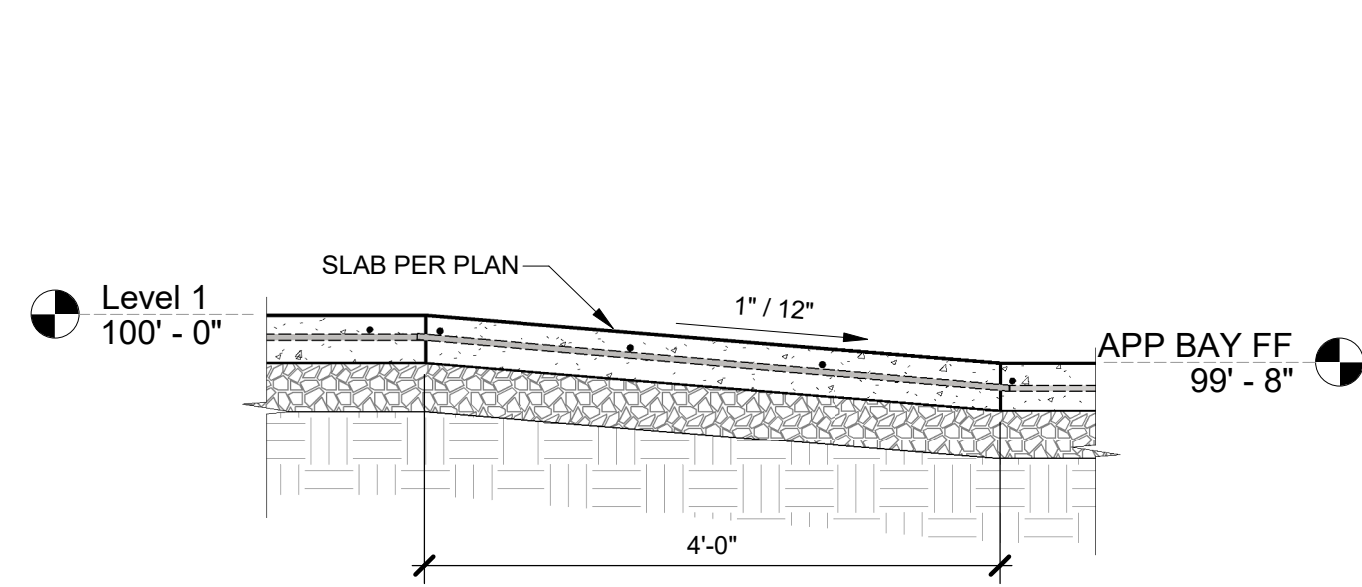 SLAB PER PLAN
Level 1
100' - 0"
1" / 12"
APP BAY FF
99' - 8"
4'-0"